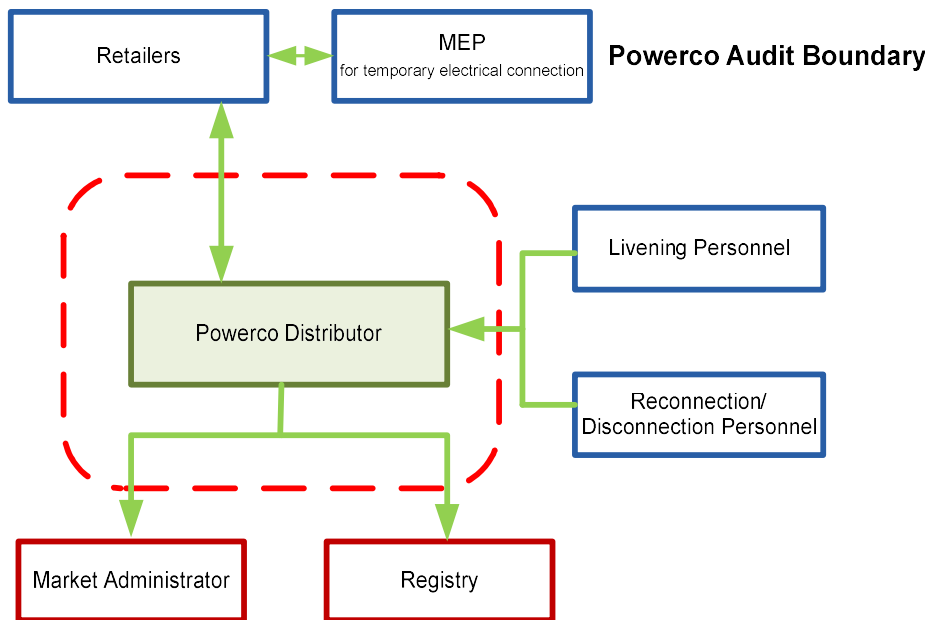 Retailers
MEP
for temporary electrical connection
Powerco Audit Boundary
Livening Personnel
Powerco Distributor
Reconnection/
Disconnection Personnel
Market Administrator
Registry